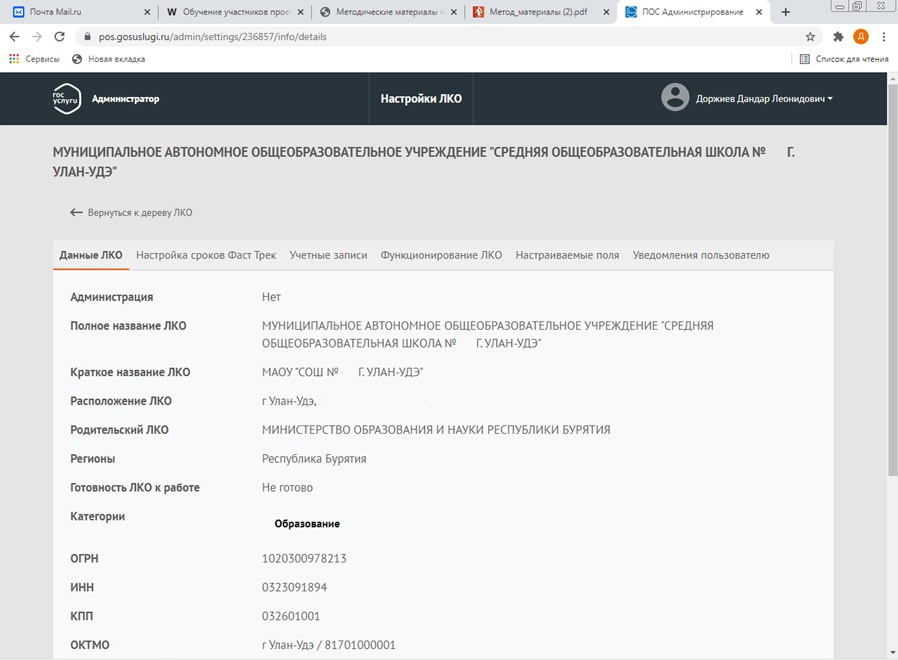 Почта Mail.ru
Обучение участников прое
Методические материалы
Метод_материалы (2).pdf
ПОС Администрирование
pos.gosuslugi.ru/admin/settings/236857/info/details
Д
Сервисы
Новая вкладка
Список для чтения
гос услуги
Администратор
Настройки ЛКО
Доржиев Дандар Леонидович
МУНИЦИПАЛЬНОЕ АВТОНОМНОЕ ОБЩЕОБРАЗОВАТЕЛЬНОЕ УЧРЕЖДЕНИЕ "СРЕДНЯЯ ОБЩЕОБРАЗОВАТЕЛЬНАЯ ШКОЛА № Г.
УЛАН-УДЭ"
Вернуться к дереву ЛКО
Данные ЛКО Настройка сроков Фаст Трек Учетные записи Функционирование ЛКО Настраиваемые поля Уведомления пользователю
Администрация Нет
Полное название ЛКО МУНИЦИПАЛЬНОЕ АВТОНОМНОЕ ОБЩЕОБРАЗОВАТЕЛЬНОЕ УЧРЕЖДЕНИЕ "СРЕДНЯЯ
ОБЩЕОБРАЗОВАТЕЛЬНАЯ ШКОЛА № Г. УЛАН-УДЭ"
Краткое название ЛКО МАОУ "СОШ № Г. УЛАН-УДЭ"
Расположение ЛКО г Улан-Удэ,
Родительский ЛКО МИНИСТЕРСТВО ОБРАЗОВАНИЯ И НАУКИ РЕСПУБЛИКИ БУРЯТИЯ
Регионы Республика Бурятия
Готовность ЛКО к работе Не готово
Категории
Образование
ОГРН 1020300978213
ИНН 0323091894
КПП 032601001
ОКТМО г Улан-Удэ / 81701000001